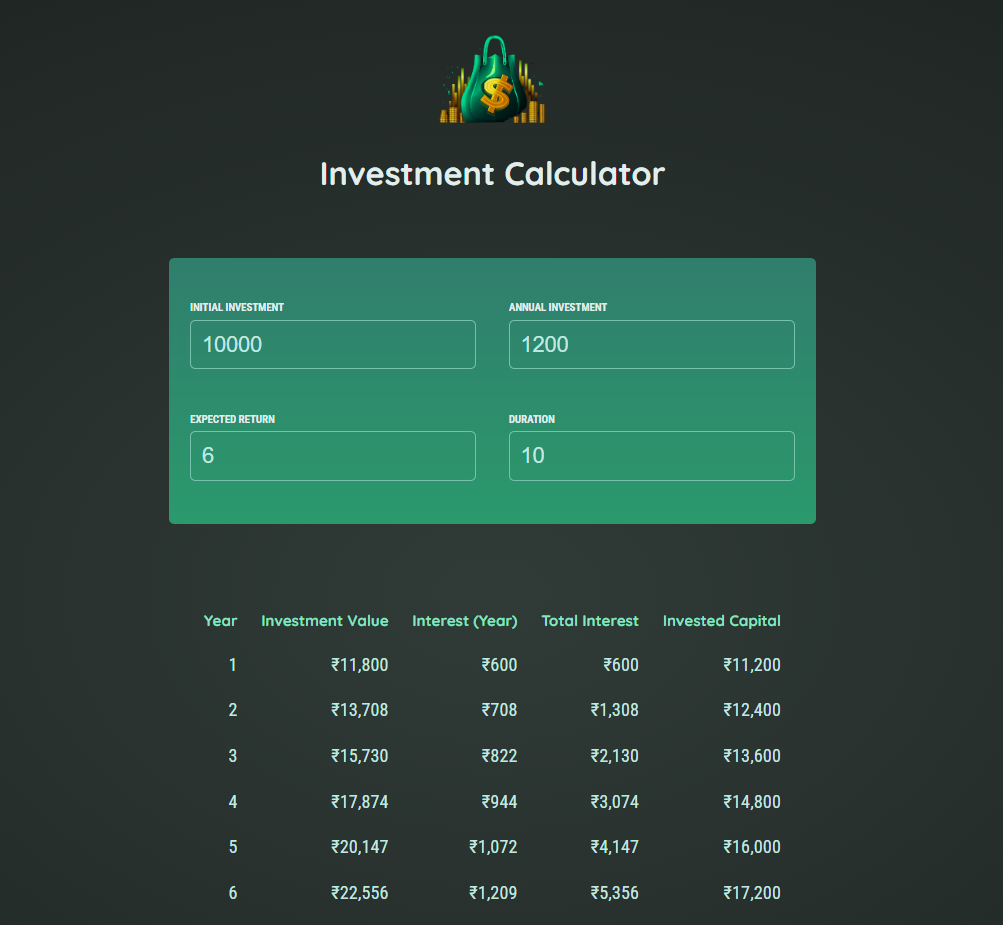 $
Investment Calculator
INITIAL INVESTMENT ANNUAL INVESTMENT
10000 1200
EXPECTED RETURN DURATION
6 10
Year Investment Value Interest (Year) Total Interest Invested Capital
1 ₹11,800 ₹600 ₹600 ₹11,200
2 ₹13,708 ₹708 ₹1,308 ₹12,400
3 ₹15,730 ₹822 ₹2,130 ₹13,600
4 ₹17,874 ₹944 ₹3,074 ₹14,800
5 ₹20,147 ₹1,072 ₹4,147 ₹16,000
6 ₹22,556 ₹1,209 ₹5,356 ₹17,200